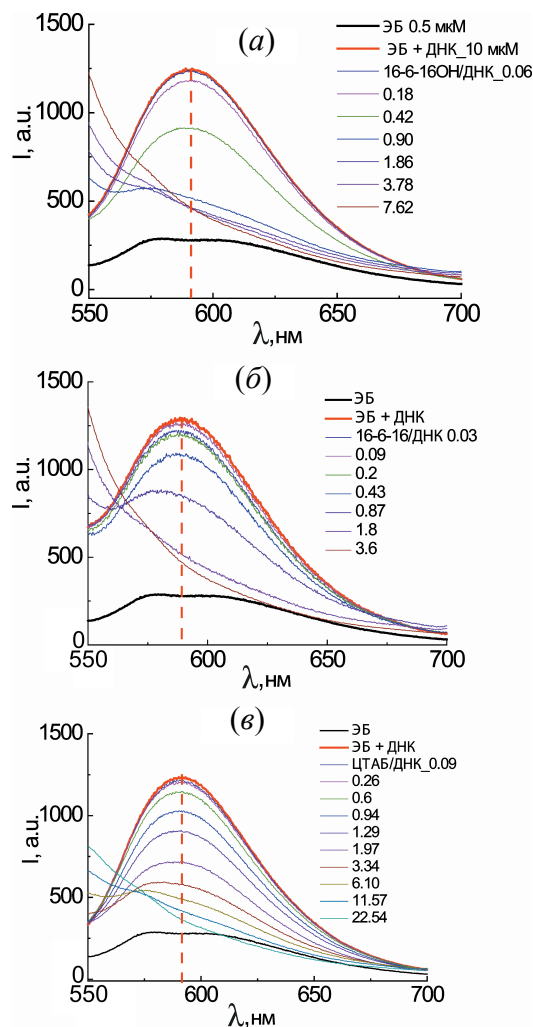 (а)
I, a.u.
1500
1000
500
0
550
600
650
700
λ,нм
ЭБ 0.5 мкМ
ЭБ + ДНК_10 мкМ
16-6-16OH/ДНК_0.06
0.18
0.42
0.90
1.86
3.78
7.62
(б)
I, a.u.
1500
1000
500
0
550
600
650
700
λ,нм
ЭБ
ЭБ + ДНК
16-6-16/ДНК 0.03
0.09
0.2
0.43
0.87
1.8
3.6
(в)
I, a.u.
1500
1000
500
0
550
600
650
700
λ,нм
ЭБ
ЭБ + ДНК
ЦТАБ/ДНК_0.09
0.26
0.6
0.94
1.29
1.97
3.34
6.10
11.57
22.54